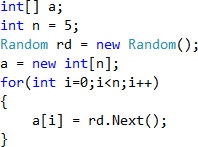 int[] a;
int n = 5;
Random rd = new Random();
a = new int[n];
for(int i=0;i<n;i++)
{
    a[i] = rd.Next();
}